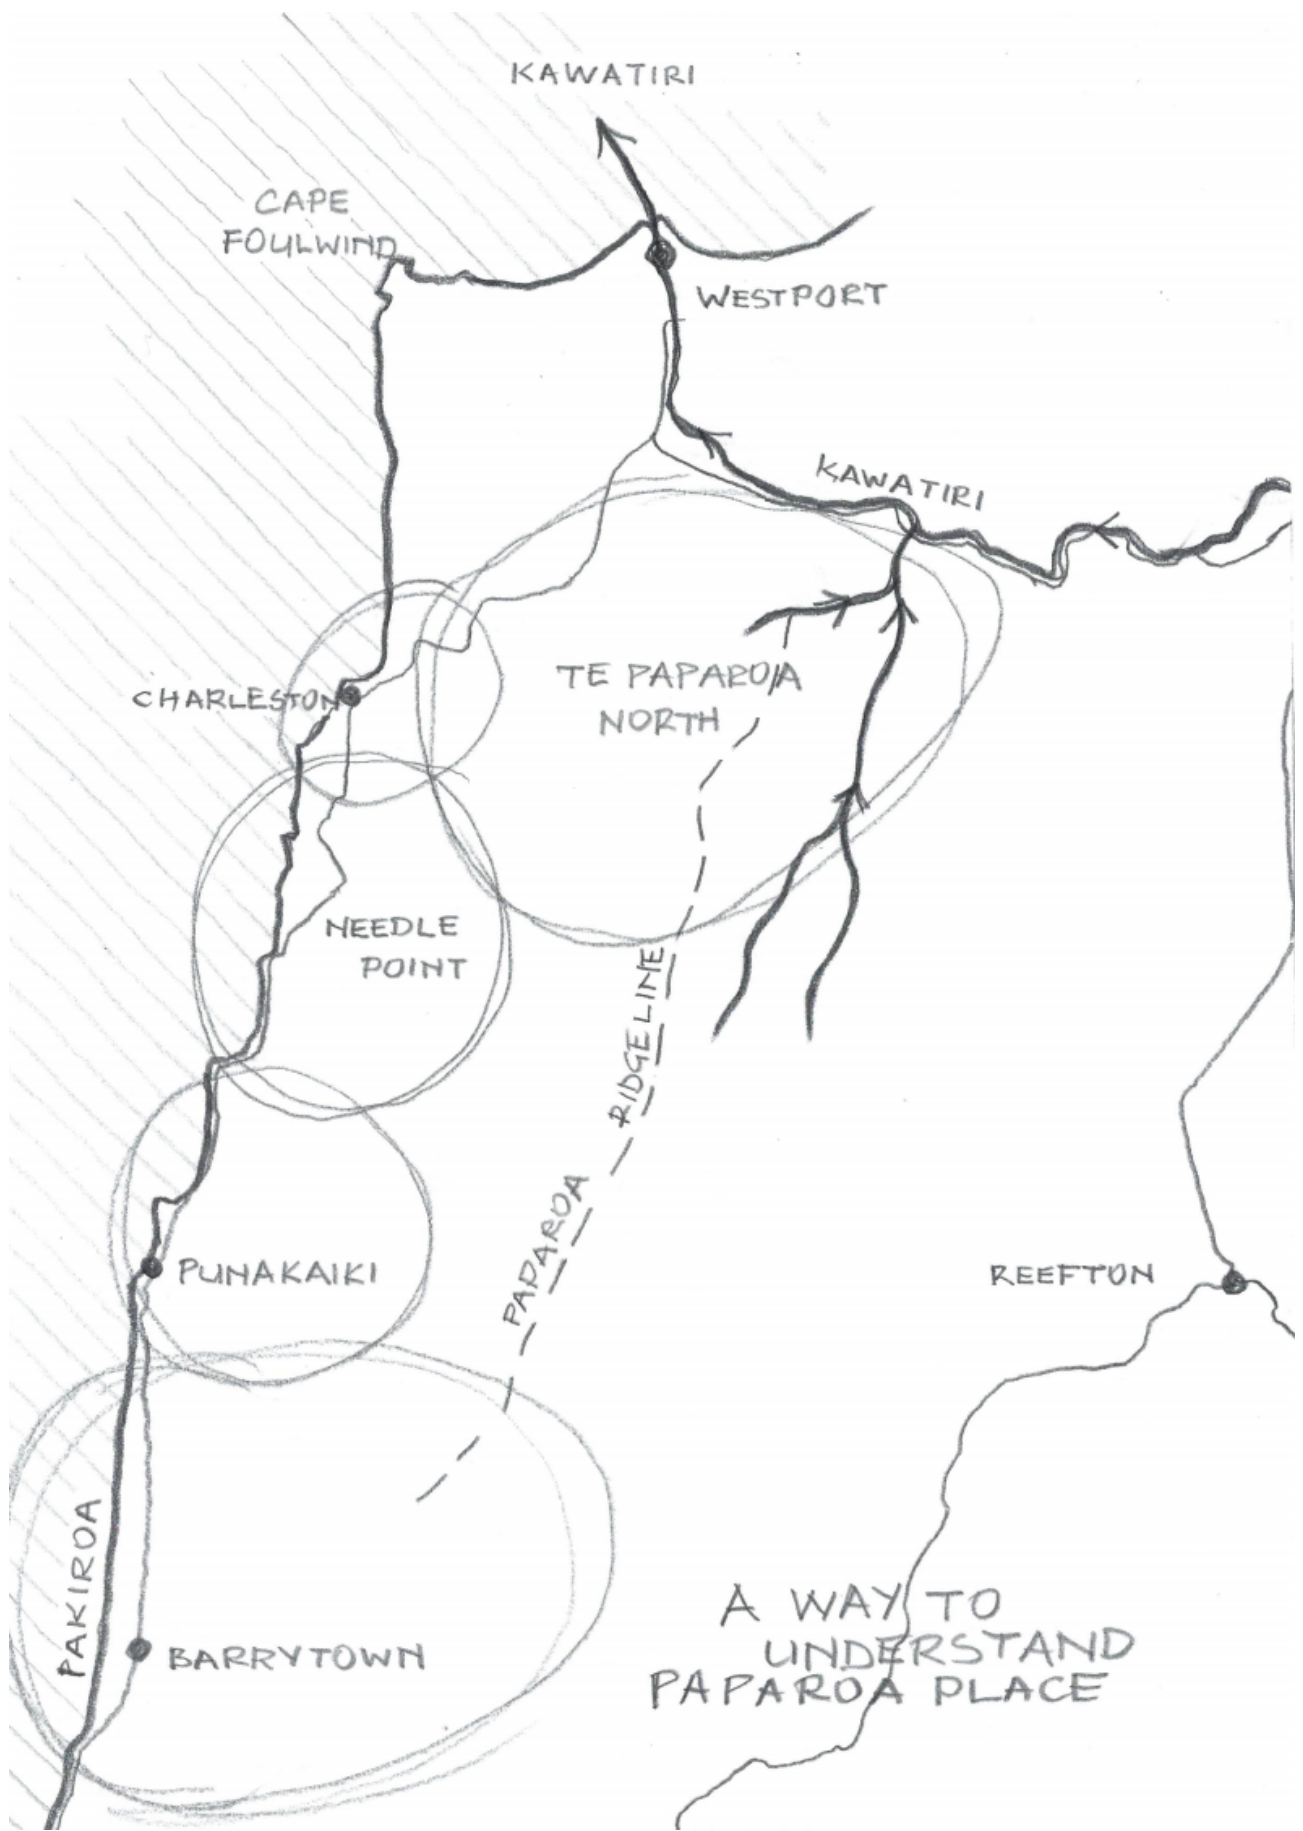 KAWATIRI
CAPE
FOULWIND
WESTPORT
KAWATIRI
TE PAPAROA
NORTH
CHARLESTON
NEEDLE
POINT
PAPAROA RIDGELINE
PUNAKAIKI
REEFTON
PAKIROA
BARRYTOWN
A WAY TO
UNDERSTAND
PAPAROA PLACE